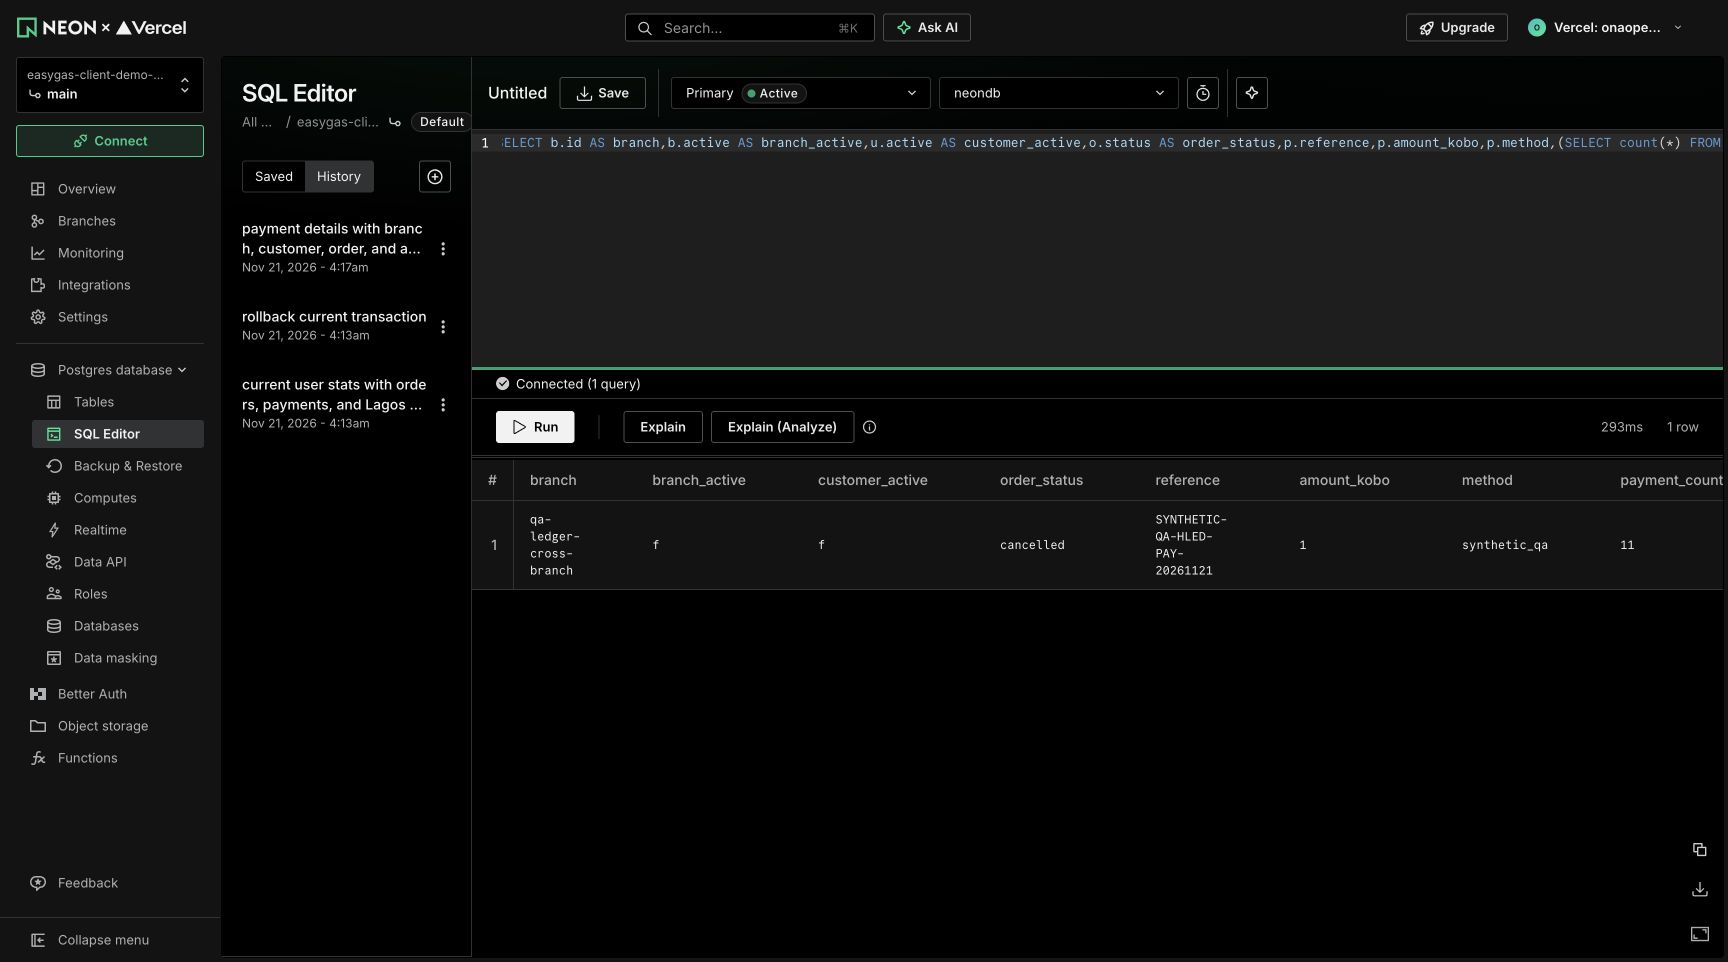 NEON × Vercel
Search...
⌘K
Ask AI
Upgrade
Vercel: onaope...
easygas-client-demo-...
main
Connect
Overview
Branches
Monitoring
Integrations
Settings
Postgres database
Tables
SQL Editor
Backup & Restore
Computes
Realtime
Data API
Roles
Databases
Data masking
Better Auth
Object storage
Functions
Feedback
Collapse menu
SQL Editor
All ... / easygas-cli... Default
Saved
History
payment details with branc
h, customer, order, and a...
Nov 21, 2026 - 4:17am
rollback current transaction
Nov 21, 2026 - 4:13am
current user stats with orde
rs, payments, and Lagos ...
Nov 21, 2026 - 4:13am
Untitled
Save
Primary Active
neondb
1 ELECT b.id AS branch,b.active AS branch_active,u.active AS customer_active,o.status AS order_status,p.reference,p.amount_kobo,p.method,(SELECT count(*) FROM
Connected (1 query)
Run
Explain
Explain (Analyze)
293ms
1 row
# branch branch_active customer_active order_status reference amount_kobo method payment_count
1
qa-
ledger-
cross-
branch
f
f
cancelled
SYNTHETIC-
QA-HLED-
PAY-
20261121
1
synthetic_qa
11